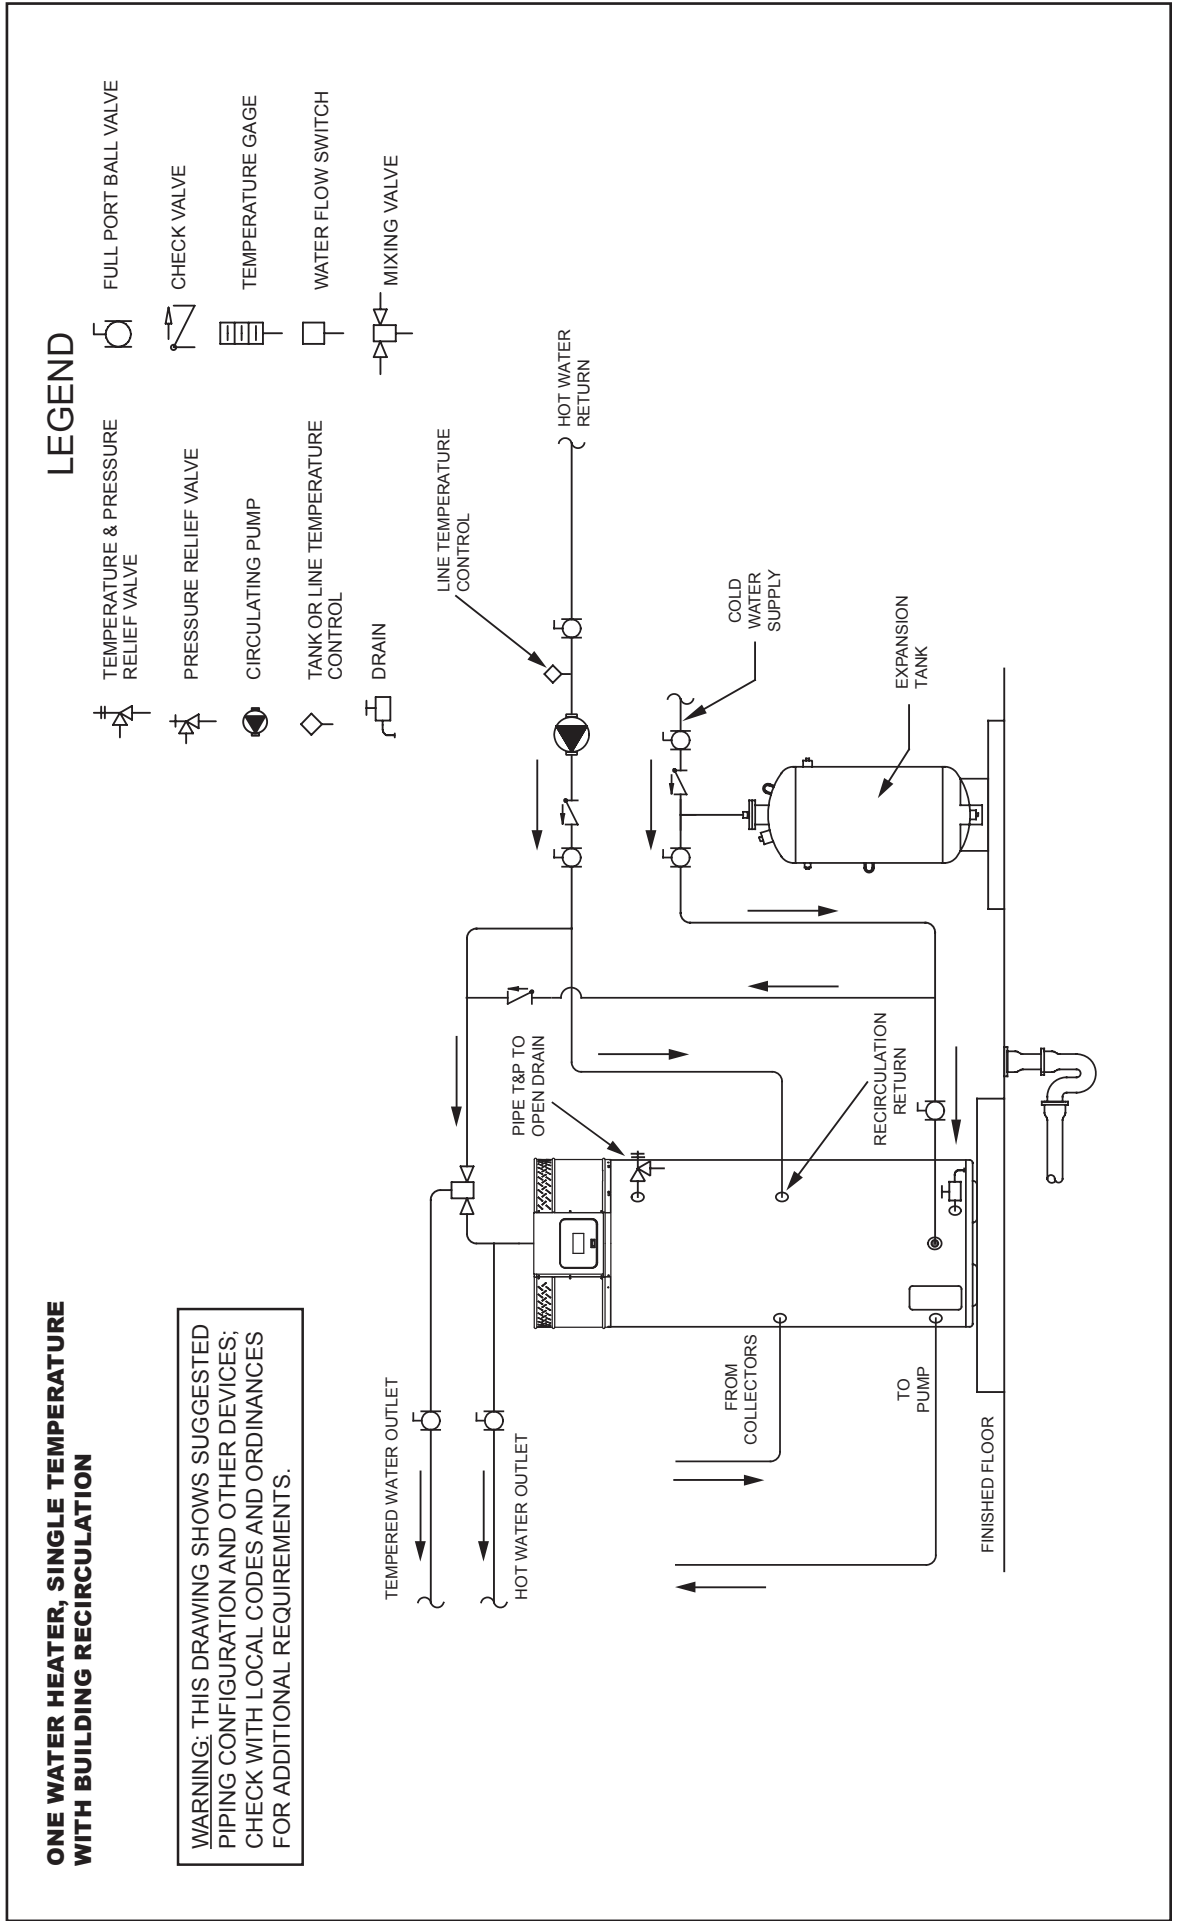 ONE WATER HEATER, SINGLE TEMPERATURE
WITH BUILDING RECIRCULATION
WARNING: THIS DRAWING SHOWS SUGGESTED
PIPING CONFIGURATION AND OTHER DEVICES;
CHECK WITH LOCAL CODES AND ORDINANCES
FOR ADDITIONAL REQUIREMENTS.
LEGEND
TEMPERATURE & PRESSURE
RELIEF VALVE
PRESSURE RELIEF VALVE
CIRCULATING PUMP
TANK OR LINE TEMPERATURE
CONTROL
DRAIN
FULL PORT BALL VALVE
CHECK VALVE
TEMPERATURE GAGE
WATER FLOW SWITCH
MIXING VALVE
TEMPERED WATER OUTLET
HOT WATER OUTLET
LINE TEMPERATURE
CONTROL
HOT WATER
RETURN
PIPE T&P TO
OPEN DRAIN
COLD
WATER
SUPPLY
FROM
COLLECTORS
RECIRCULATION
RETURN
EXPANSION
TANK
TO
PUMP
FINISHED FLOOR